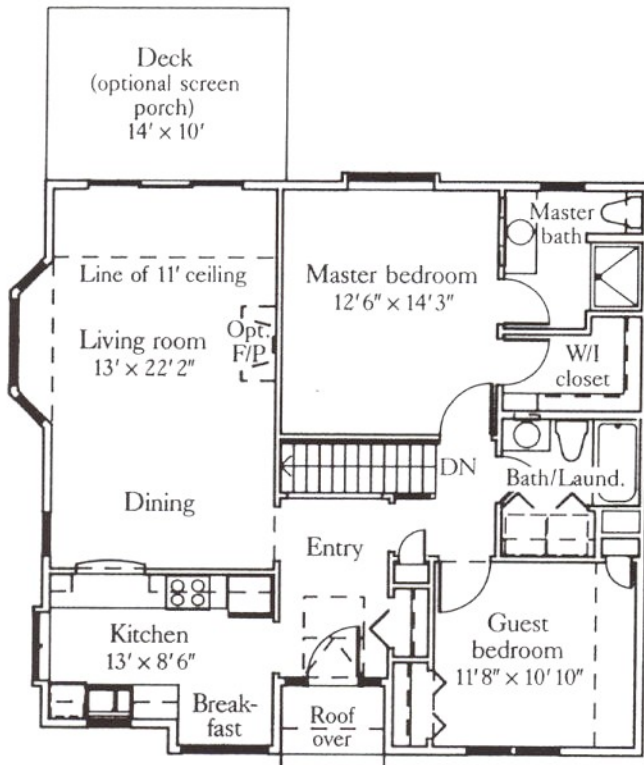 Deck
(optional screen
porch)
14' × 10'
Master
bath
Line of 11' ceiling
Master bedroom
12'6" × 14'3"
Living room
13' × 22'2"
Opt.
F/P
W/I
closet
DN
Bath/Laund.
Dining
Entry
Kitchen
13' × 8'6"
Guest
bedroom
11'8" × 10'10"
Break-
fast
Roof
over